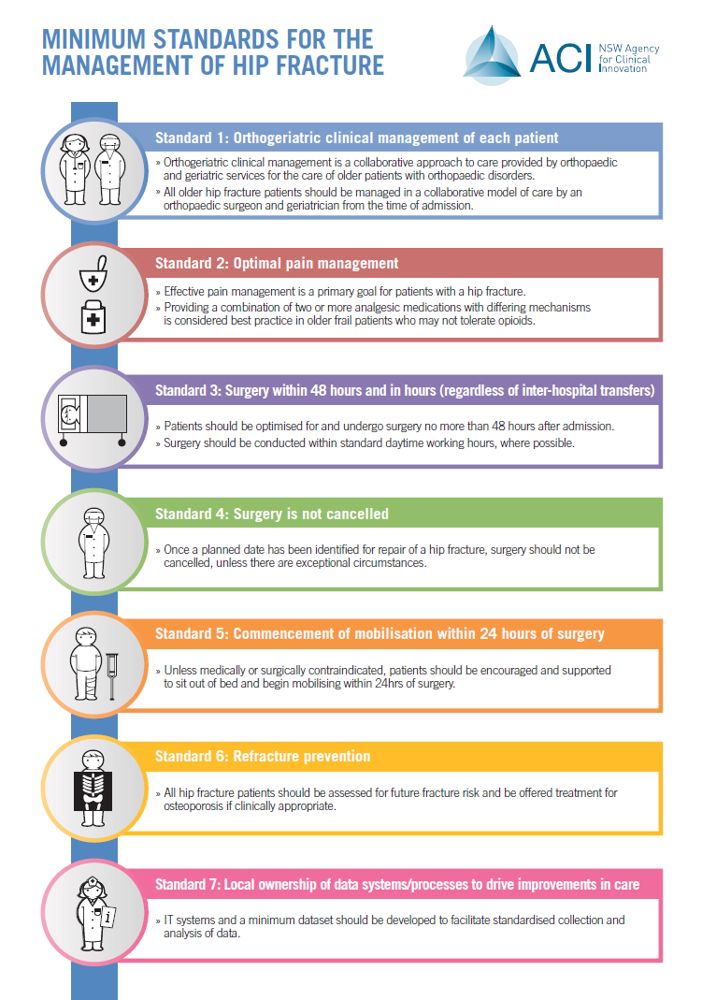 MINIMUM STANDARDS FOR THE
MANAGEMENT OF HIP FRACTURE
ACI
NSW Agency
for Clinical
Innovation
Standard 1: Orthogeriatric clinical management of each patient
» Orthogeriatric clinical management is a collaborative approach to care provided by orthopaedic
and geriatric services for the care of older patients with orthopaedic disorders.
» All older hip fracture patients should be managed in a collaborative model of care by an
orthopaedic surgeon and geriatrician from the time of admission.
Standard 2: Optimal pain management
» Effective pain management is a primary goal for patients with a hip fracture.
» Providing a combination of two or more analgesic medications with differing mechanisms
is considered best practice in older frail patients who may not tolerate opioids.
Standard 3: Surgery within 48 hours and in hours (regardless of inter-hospital transfers)
» Patients should be optimised for and undergo surgery no more than 48 hours after admission.
» Surgery should be conducted within standard daytime working hours, where possible.
Standard 4: Surgery is not cancelled
» Once a planned date has been identified for repair of a hip fracture, surgery should not be
cancelled, unless there are exceptional circumstances.
Standard 5: Commencement of mobilisation within 24 hours of surgery
» Unless medically or surgically contraindicated, patients should be encouraged and supported
to sit out of bed and begin mobilising within 24hrs of surgery.
Standard 6: Refracture prevention
» All hip fracture patients should be assessed for future fracture risk and be offered treatment for
osteoporosis if clinically appropriate.
Standard 7: Local ownership of data systems/processes to drive improvements in care
i
» IT systems and a minimum dataset should be developed to facilitate standardised collection and
analysis of data.